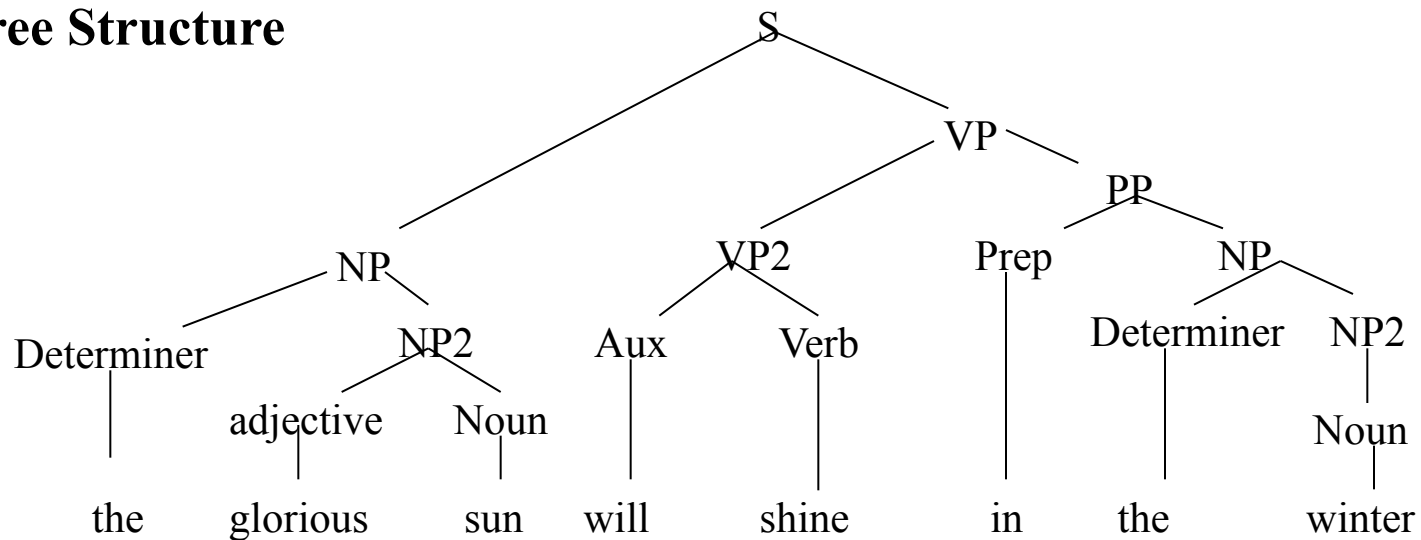 ree Structure
S
VP
PP
NP VP2 Prep NP
Determiner NP2 Aux Verb Determiner NP2
adjective Noun Noun
the glorious sun will shine in the winter